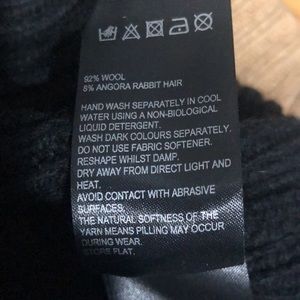 92% WOOL
8% ANGORA RABBIT HAIR
HAND WASH SEPARATELY IN COOL
WATER USING A NON-BIOLOGICAL
LIQUID DETERGENT.
WASH DARK COLOURS SEPARATELY.
DO NOT USE FABRIC SOFTENER.
RESHAPE WHILST DAMP.
DRY AWAY FROM DIRECT LIGHT AND
HEAT.
AVOID CONTACT WITH ABRASIVE
SURFACES.
THE NATURAL SOFTNESS OF THE
YARN MEANS PILLING MAY OCCUR
DURING WEAR.
STORE FLAT.